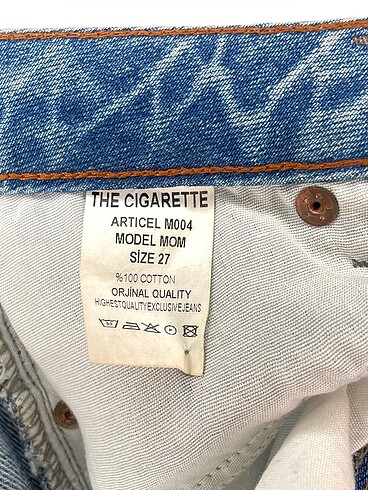 THE CIGARETTE
ARTICEL M004
MODEL MOM
SİZE 27
%100 COTTON
ORJİNAL QUALITY
HIGHESTQUALITYEXCLUSIVEJEANS